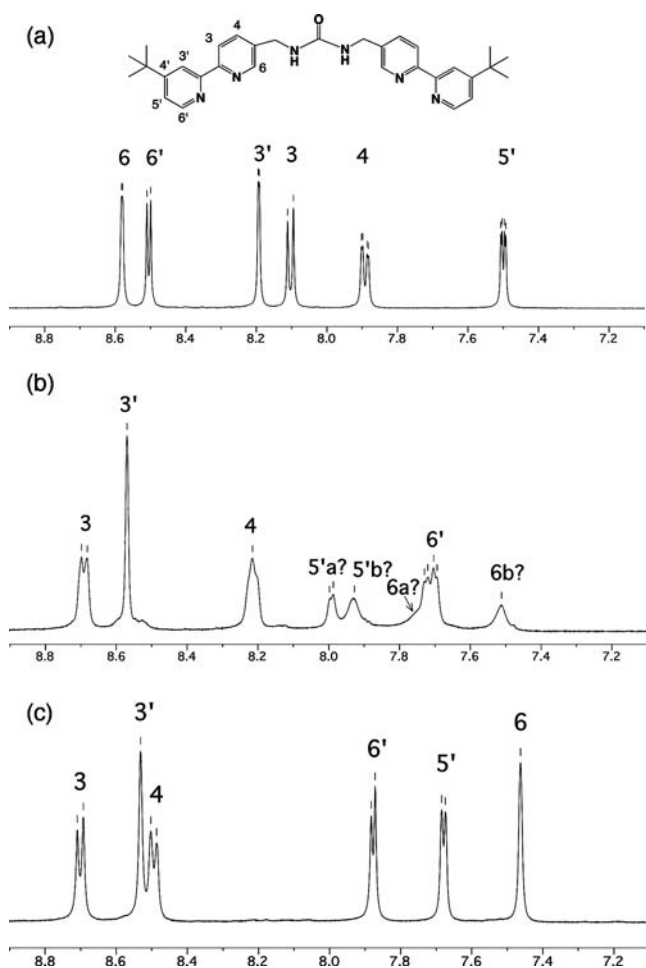 (a)
O
4
3
3'
4'
N
H
N
H
5'
N
6
N
N
N
6'
6 6' 3' 3 4 5'
8.8 8.6 8.4 8.2 8.0 7.8 7.6 7.4 7.2
(b)
3'
3 4 5'a? 5'b? 6a? 6' 6b?
8.8 8.6 8.4 8.2 8.0 7.8 7.6 7.4 7.2
(c)
3 3' 4 6' 5' 6
8.8 8.6 8.4 8.2 8.0 7.8 7.6 7.4 7.2